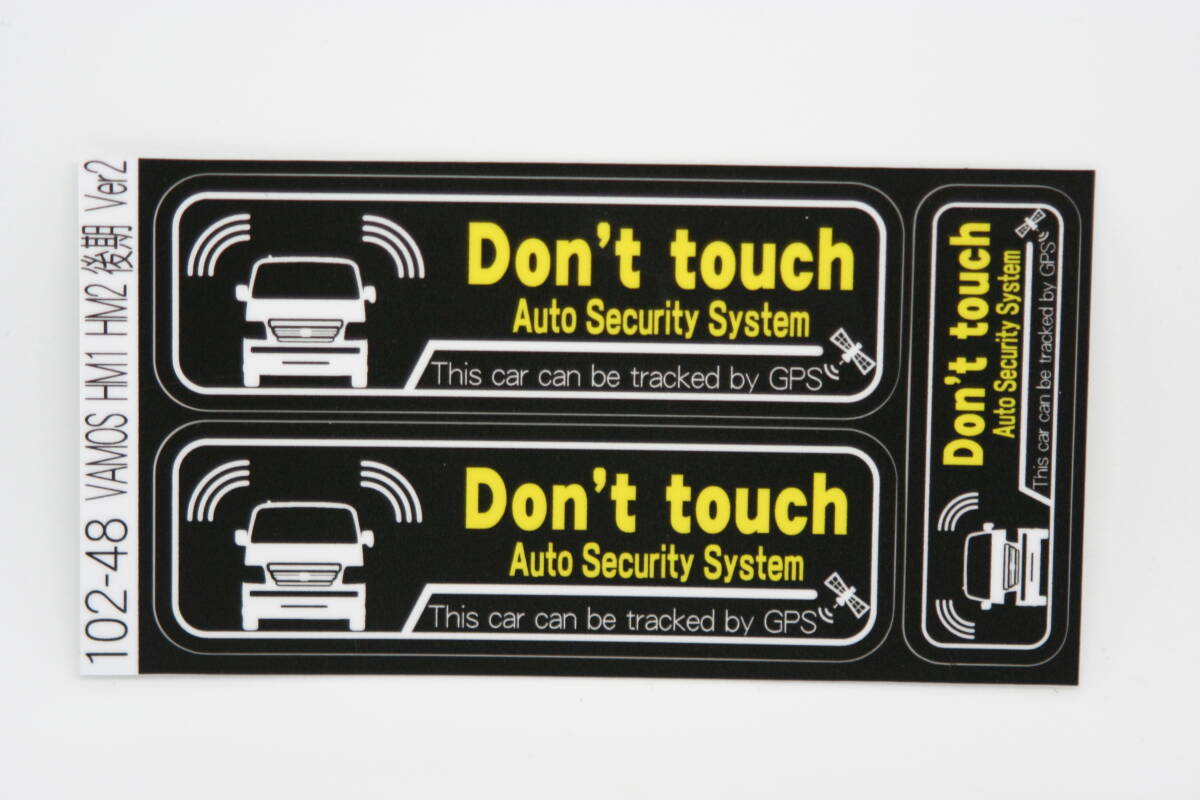 102-48 VAMOS HM1 HM2 後期 Ver2
Don't touch
Auto Security System
This car can be tracked by GPS
Don't touch
Auto Security System
This car can be tracked by GPS
Don't touch
Auto Security System
This car can be tracked by GPS